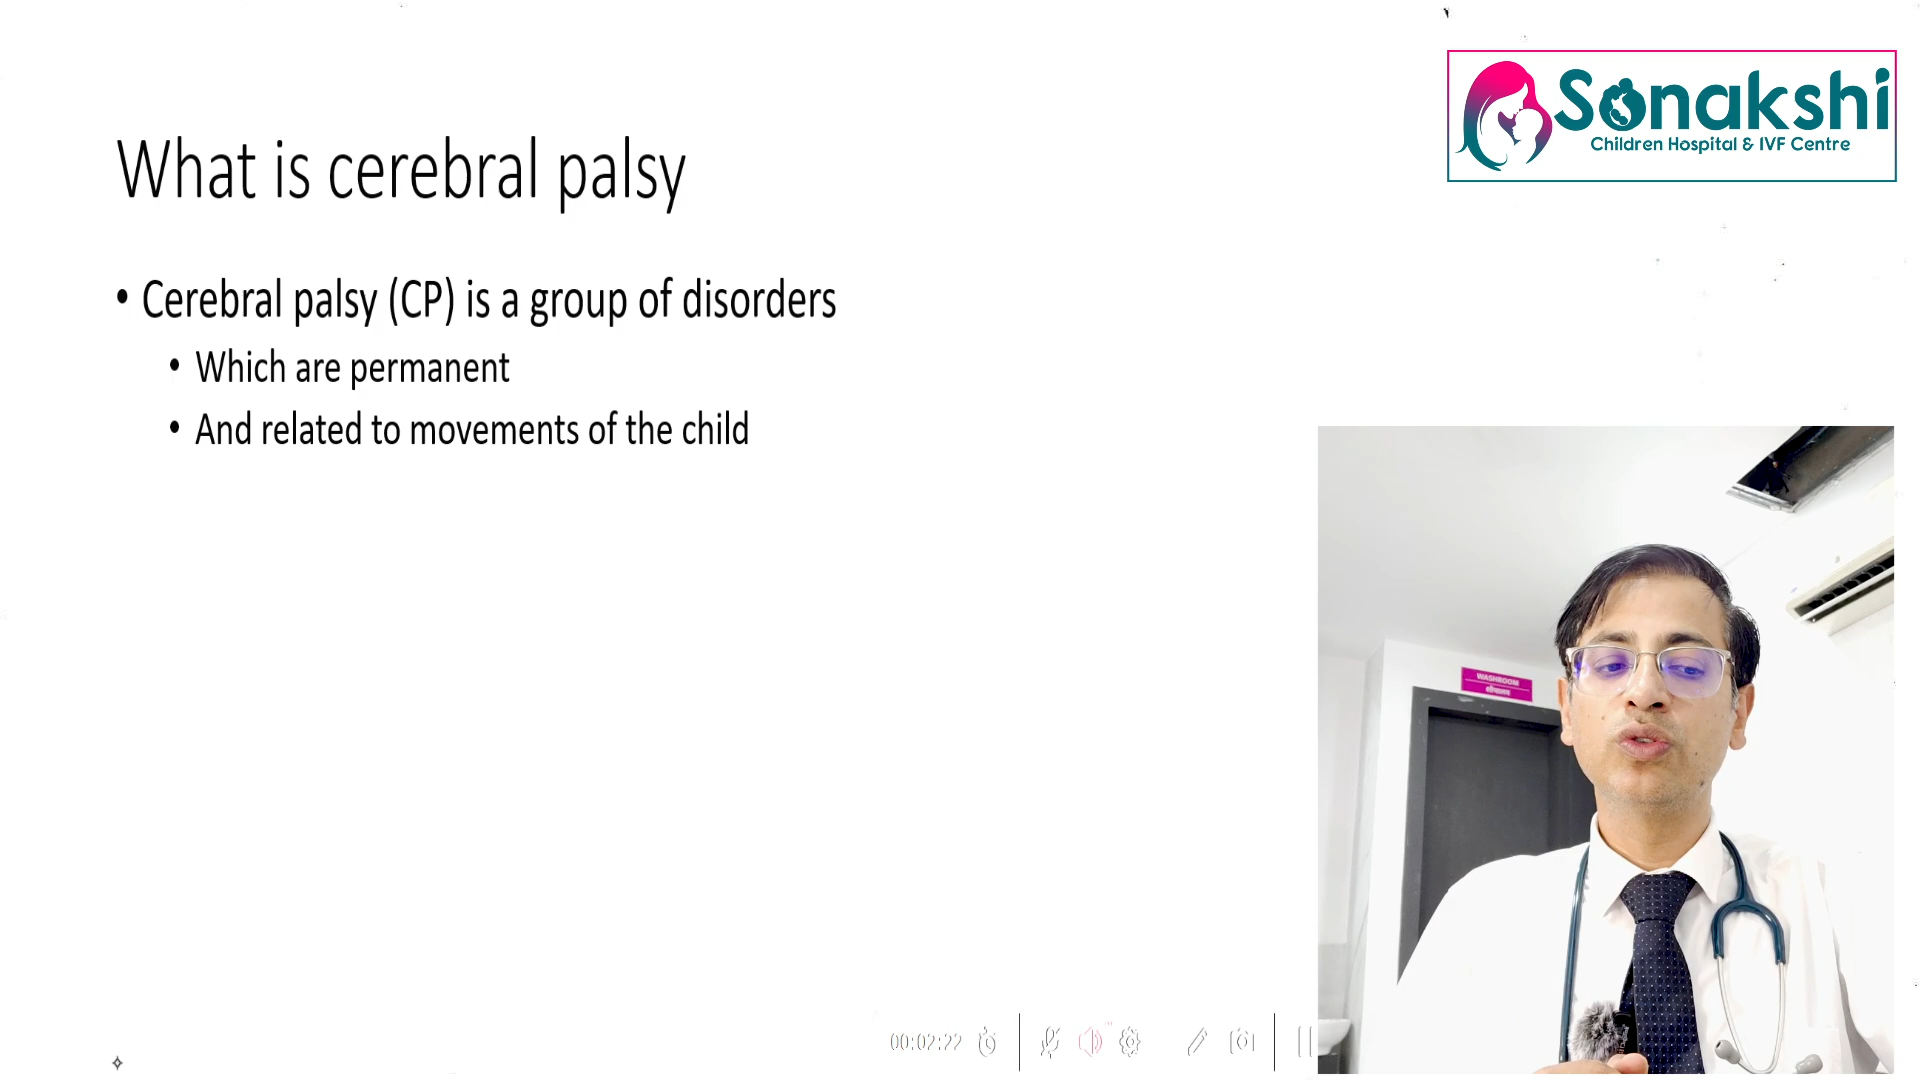 What is cerebral palsy
• Cerebral palsy (CP) is a group of disorders
• Which are permanent
• And related to movements of the child
Sonakshi
Children Hospital & IVF Centre
WASHROOM
शौचालय
00:02:22